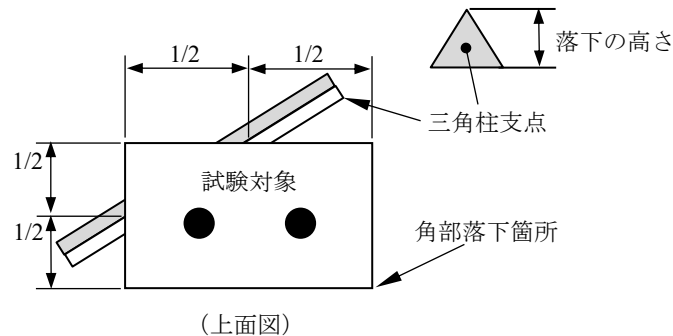 1/2
1/2
落下の高さ
三角柱支点
1/2
試験対象
1/2
角部落下箇所
(上面図)